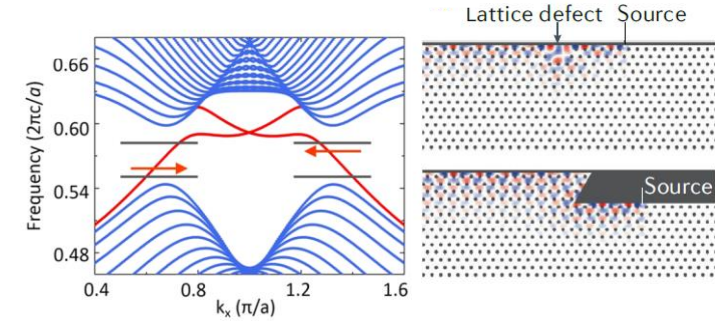 Lattice defect Source
0.66
0.60
0.54
0.48
Frequency (2πc/a)
0.4 0.8 1.2 1.6
kx (π/a)
Source